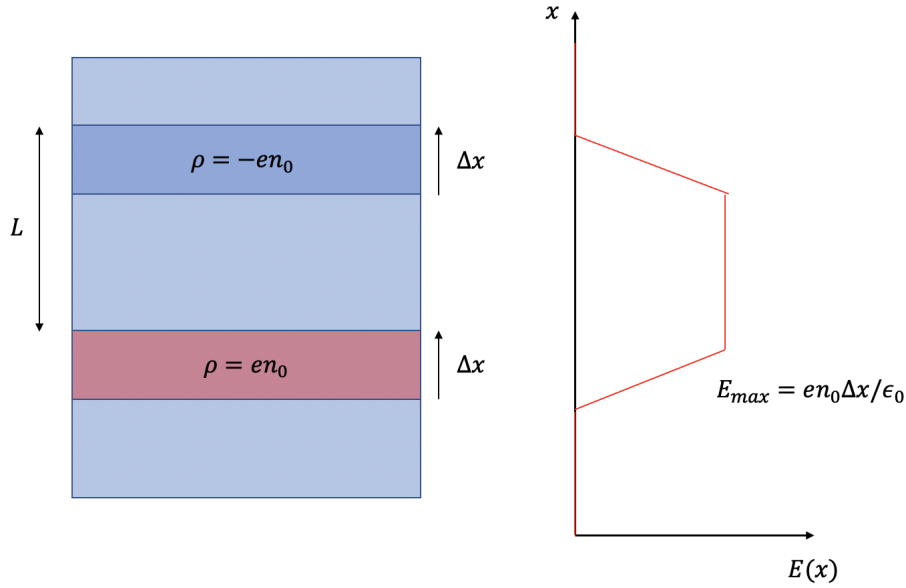 x
ρ = −en₀
Δx
L
ρ = en₀
Δx
E_max = en₀Δx/ϵ₀
E(x)